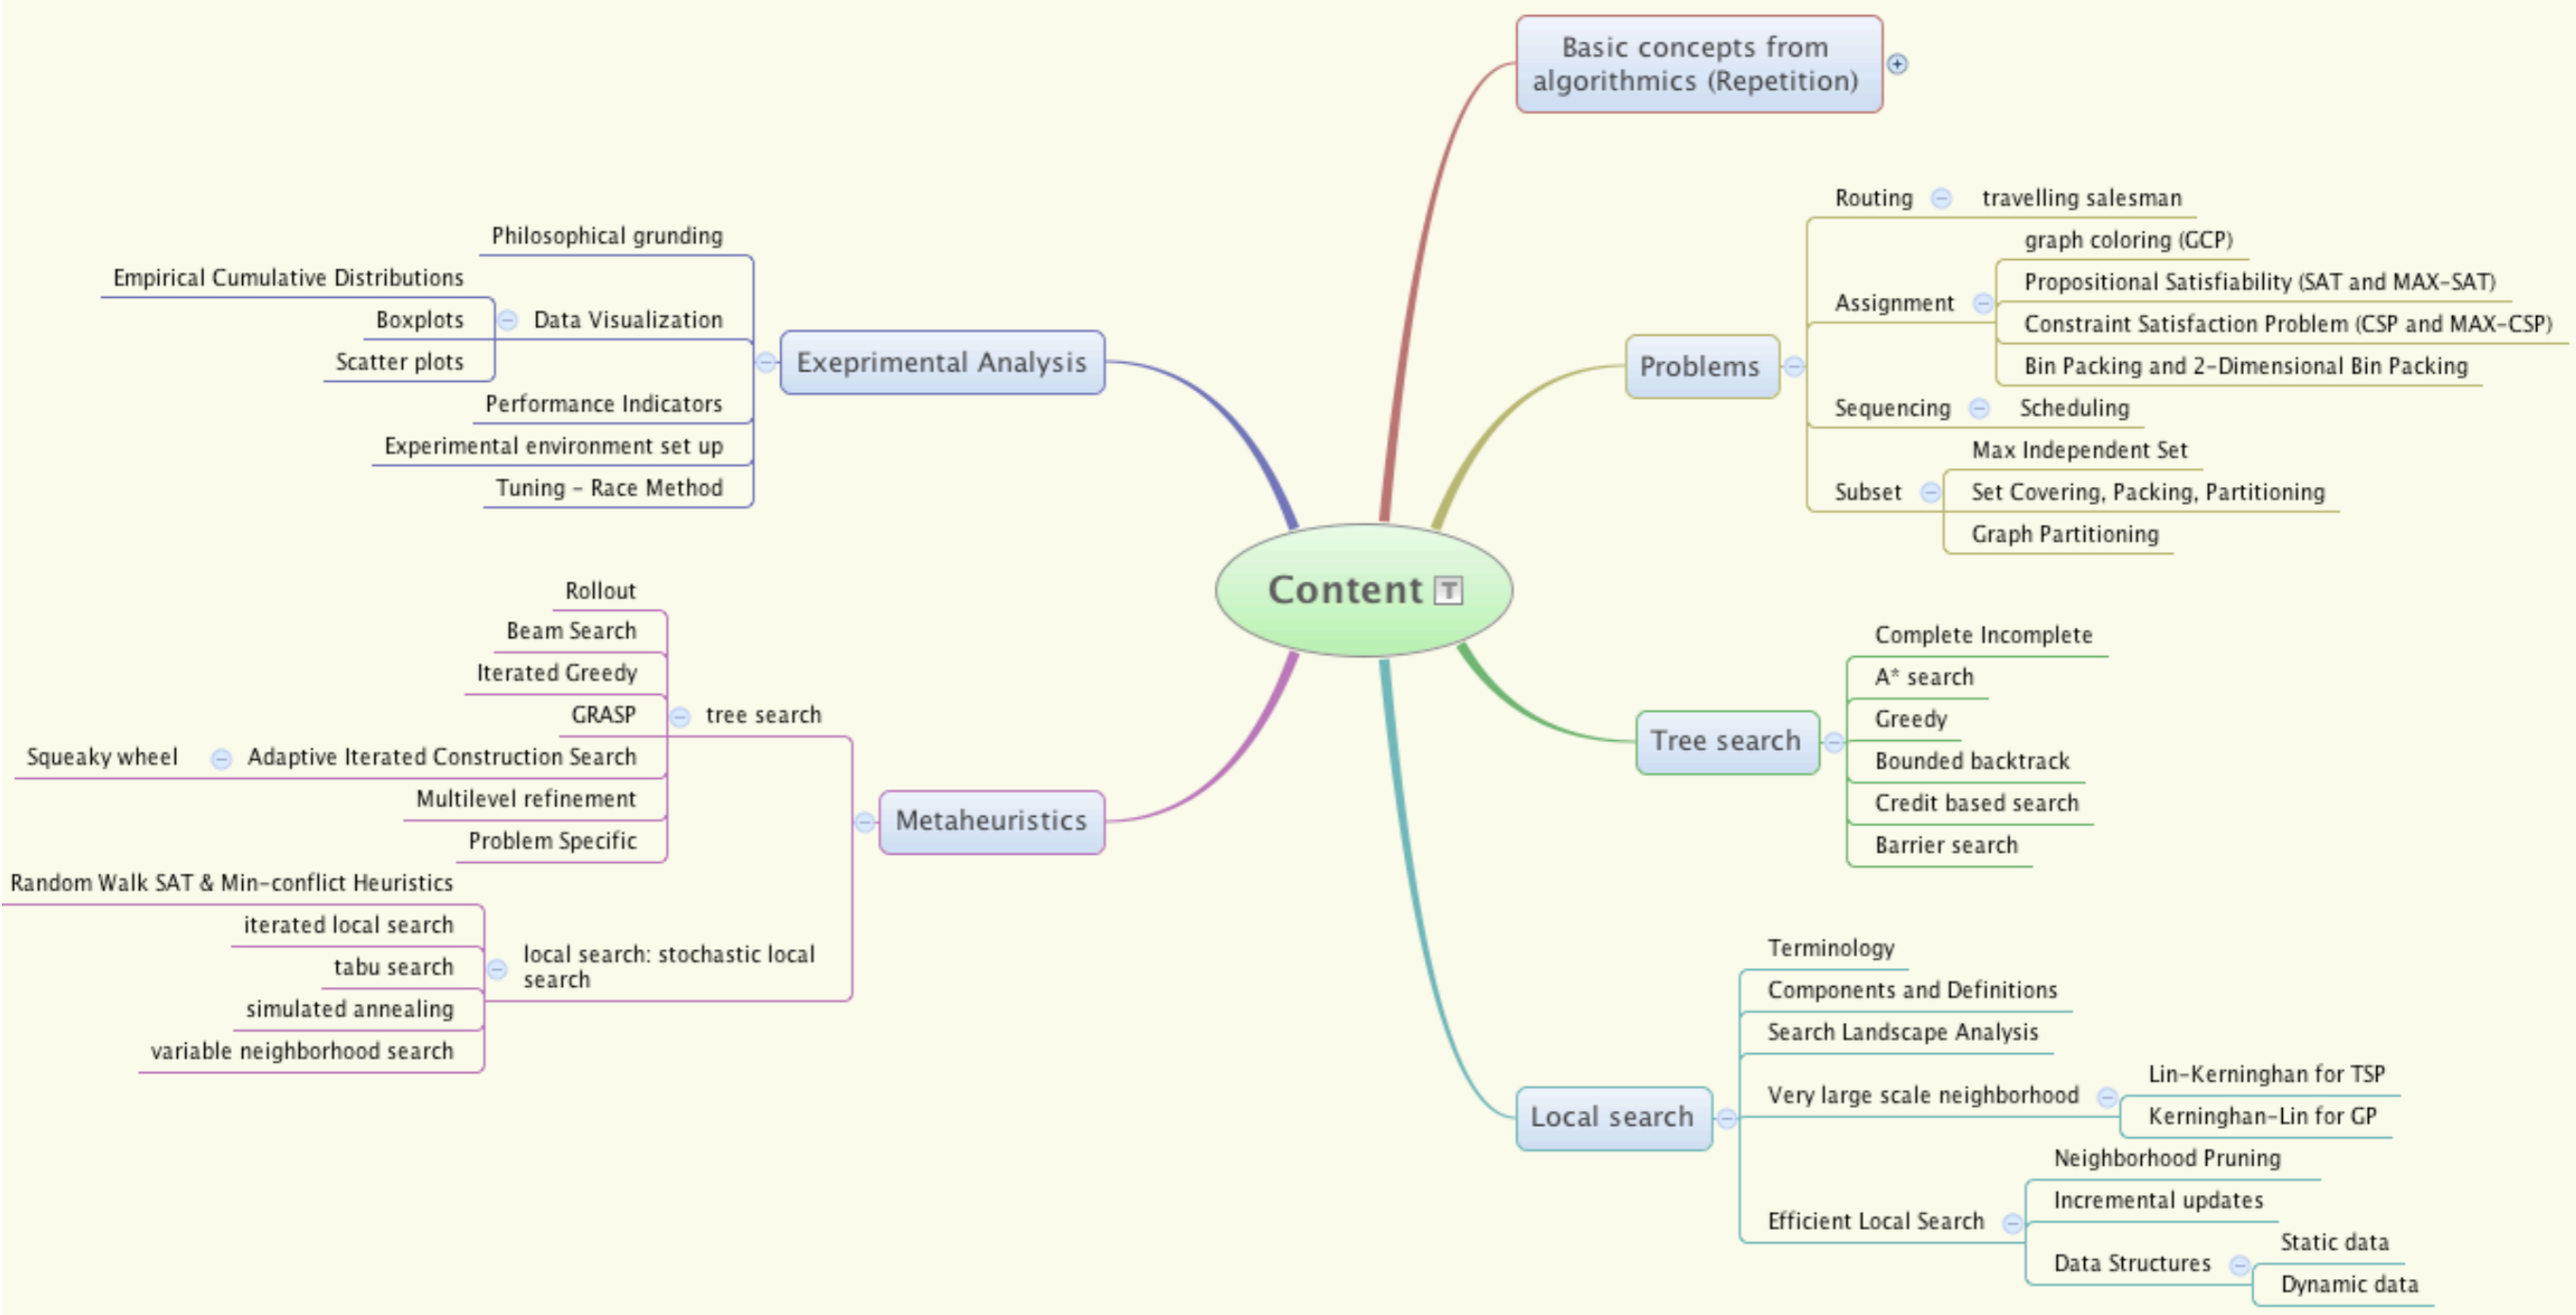 Basic concepts from
algorithmics (Repetition)
Content T
Problems
Routing
travelling salesman
Assignment
graph coloring (GCP)
Propositional Satisfiability (SAT and MAX-SAT)
Constraint Satisfaction Problem (CSP and MAX-CSP)
Bin Packing and 2-Dimensional Bin Packing
Sequencing
Scheduling
Subset
Max Independent Set
Set Covering, Packing, Partitioning
Graph Partitioning
Tree search
Complete Incomplete
A* search
Greedy
Bounded backtrack
Credit based search
Barrier search
Local search
Terminology
Components and Definitions
Search Landscape Analysis
Very large scale neighborhood
Lin-Kerninghan for TSP
Kerninghan-Lin for GP
Efficient Local Search
Neighborhood Pruning
Incremental updates
Data Structures
Static data
Dynamic data
Exeprimental Analysis
Philosophical grunding
Data Visualization
Empirical Cumulative Distributions
Boxplots
Scatter plots
Performance Indicators
Experimental environment set up
Tuning - Race Method
Metaheuristics
tree search
Rollout
Beam Search
Iterated Greedy
GRASP
Adaptive Iterated Construction Search
Squeaky wheel
Multilevel refinement
Problem Specific
local search: stochastic local
search
Random Walk SAT & Min-conflict Heuristics
iterated local search
tabu search
simulated annealing
variable neighborhood search